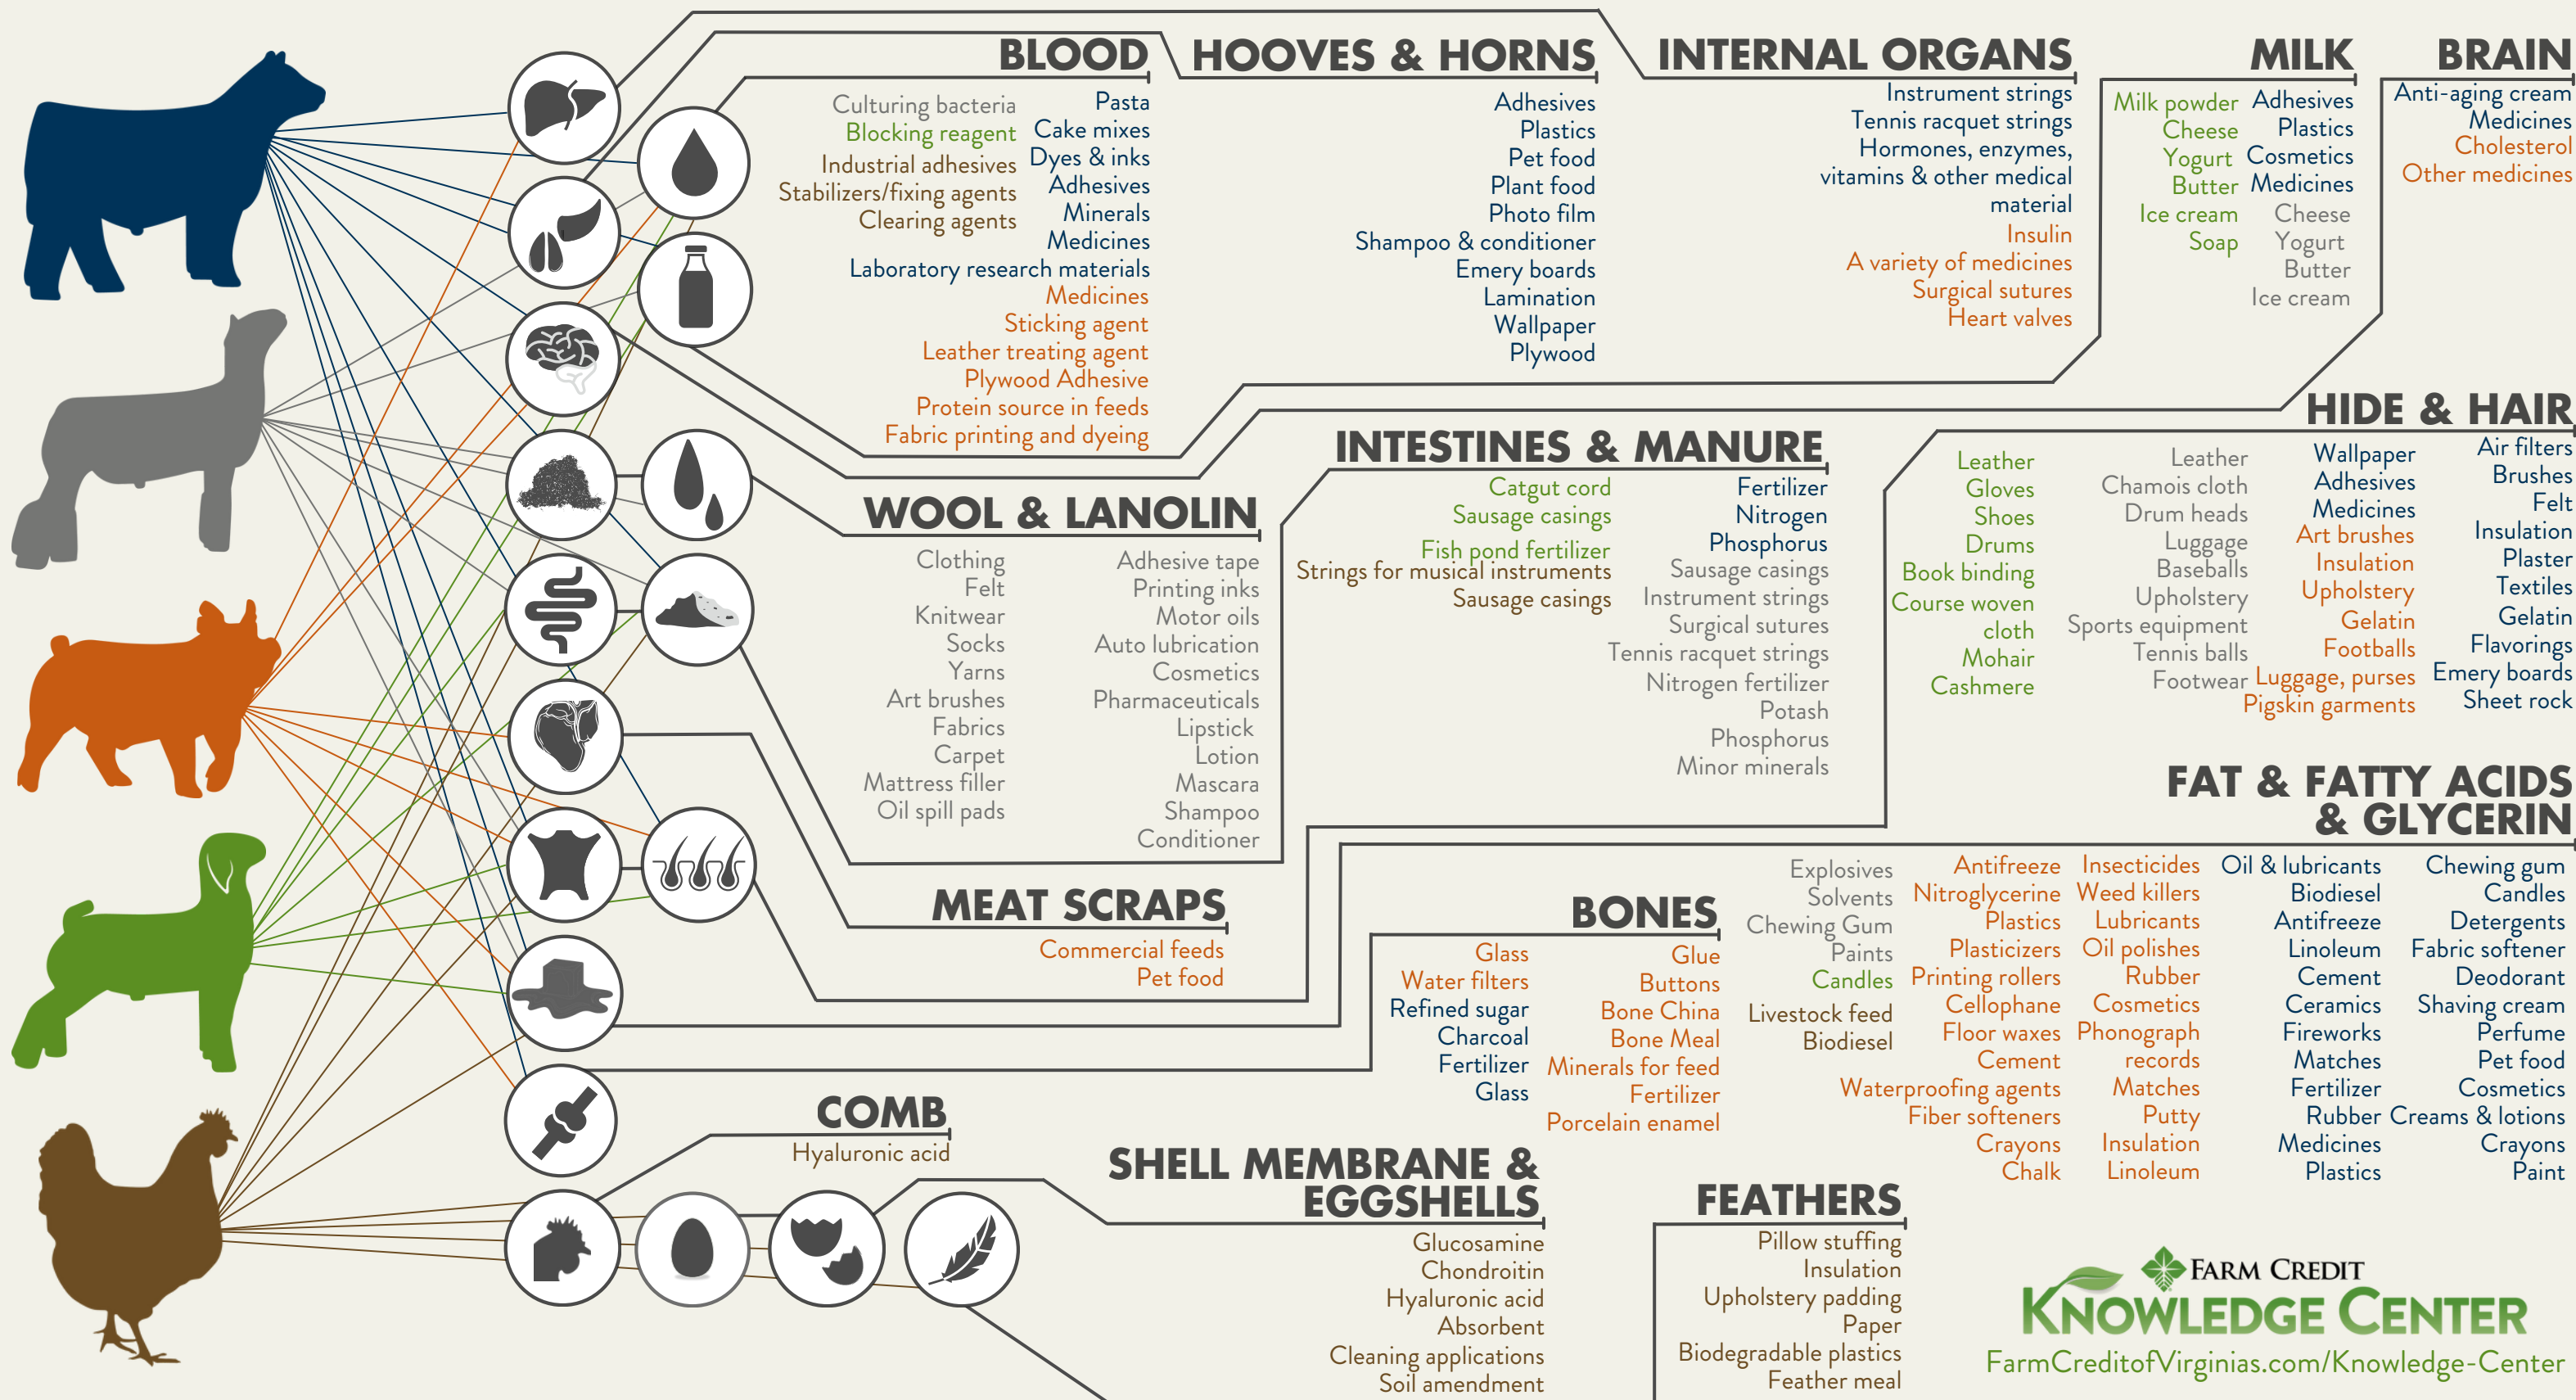 BLOOD
Culturing bacteria
Blocking reagent
Industrial adhesives
Stabilizers/fixing agents
Clearing agents
Pasta
Cake mixes
Dyes & inks
Adhesives
Minerals
Medicines
Laboratory research materials
Medicines
Sticking agent
Leather treating agent
Plywood Adhesive
Protein source in feeds
Fabric printing and dyeing
HOOVES & HORNS
Adhesives
Plastics
Pet food
Plant food
Photo film
Shampoo & conditioner
Emery boards
Lamination
Wallpaper
Plywood
INTERNAL ORGANS
Instrument strings
Tennis racquet strings
Hormones, enzymes,
vitamins & other medical
material
Insulin
A variety of medicines
Surgical sutures
Heart valves
MILK
Milk powder
Cheese
Yogurt
Butter
Ice cream
Soap
Adhesives
Plastics
Cosmetics
Medicines
Cheese
Yogurt
Butter
Ice cream
BRAIN
Anti-aging cream
Medicines
Cholesterol
Other medicines
WOOL & LANOLIN
Clothing
Felt
Knitwear
Socks
Yarns
Art brushes
Fabrics
Carpet
Mattress filler
Oil spill pads
Adhesive tape
Printing inks
Motor oils
Auto lubrication
Cosmetics
Pharmaceuticals
Lipstick
Lotion
Mascara
Shampoo
Conditioner
INTESTINES & MANURE
Catgut cord
Sausage casings
Fish pond fertilizer
Strings for musical instruments
Sausage casings
Fertilizer
Nitrogen
Phosphorus
Sausage casings
Instrument strings
Surgical sutures
Tennis racquet strings
Nitrogen fertilizer
Potash
Phosphorus
Minor minerals
HIDE & HAIR
Leather
Gloves
Shoes
Drums
Book binding
Course woven
cloth
Mohair
Cashmere
Leather
Chamois cloth
Drum heads
Luggage
Baseballs
Upholstery
Sports equipment
Tennis balls
Footwear
Wallpaper
Adhesives
Medicines
Art brushes
Insulation
Upholstery
Gelatin
Footballs
Luggage, purses
Pigskin garments
Air filters
Brushes
Felt
Insulation
Plaster
Textiles
Gelatin
Flavorings
Emery boards
Sheet rock
MEAT SCRAPS
Commercial feeds
Pet food
BONES
Glass
Water filters
Refined sugar
Charcoal
Fertilizer
Glass
Glue
Buttons
Bone China
Bone Meal
Minerals for feed
Fertilizer
Porcelain enamel
FAT & FATTY ACIDS
& GLYCERIN
Explosives
Solvents
Chewing Gum
Paints
Candles
Livestock feed
Biodiesel
Antifreeze
Nitroglycerine
Plastics
Plasticizers
Printing rollers
Cellophane
Floor waxes
Cement
Waterproofing agents
Fiber softeners
Crayons
Chalk
Insecticides
Weed killers
Lubricants
Oil polishes
Rubber
Cosmetics
Phonograph
records
Matches
Putty
Insulation
Linoleum
Oil & lubricants
Biodiesel
Antifreeze
Linoleum
Cement
Ceramics
Fireworks
Matches
Fertilizer
Rubber
Medicines
Plastics
Chewing gum
Candles
Detergents
Fabric softener
Deodorant
Shaving cream
Perfume
Pet food
Cosmetics
Creams & lotions
Crayons
Paint
COMB
Hyaluronic acid
SHELL MEMBRANE &
EGGSHELLS
Glucosamine
Chondroitin
Hyaluronic acid
Absorbent
Cleaning applications
Soil amendment
FEATHERS
Pillow stuffing
Insulation
Upholstery padding
Paper
Biodegradable plastics
Feather meal
FARM CREDIT
KNOWLEDGE CENTER
FarmCreditofVirginias.com/Knowledge-Center